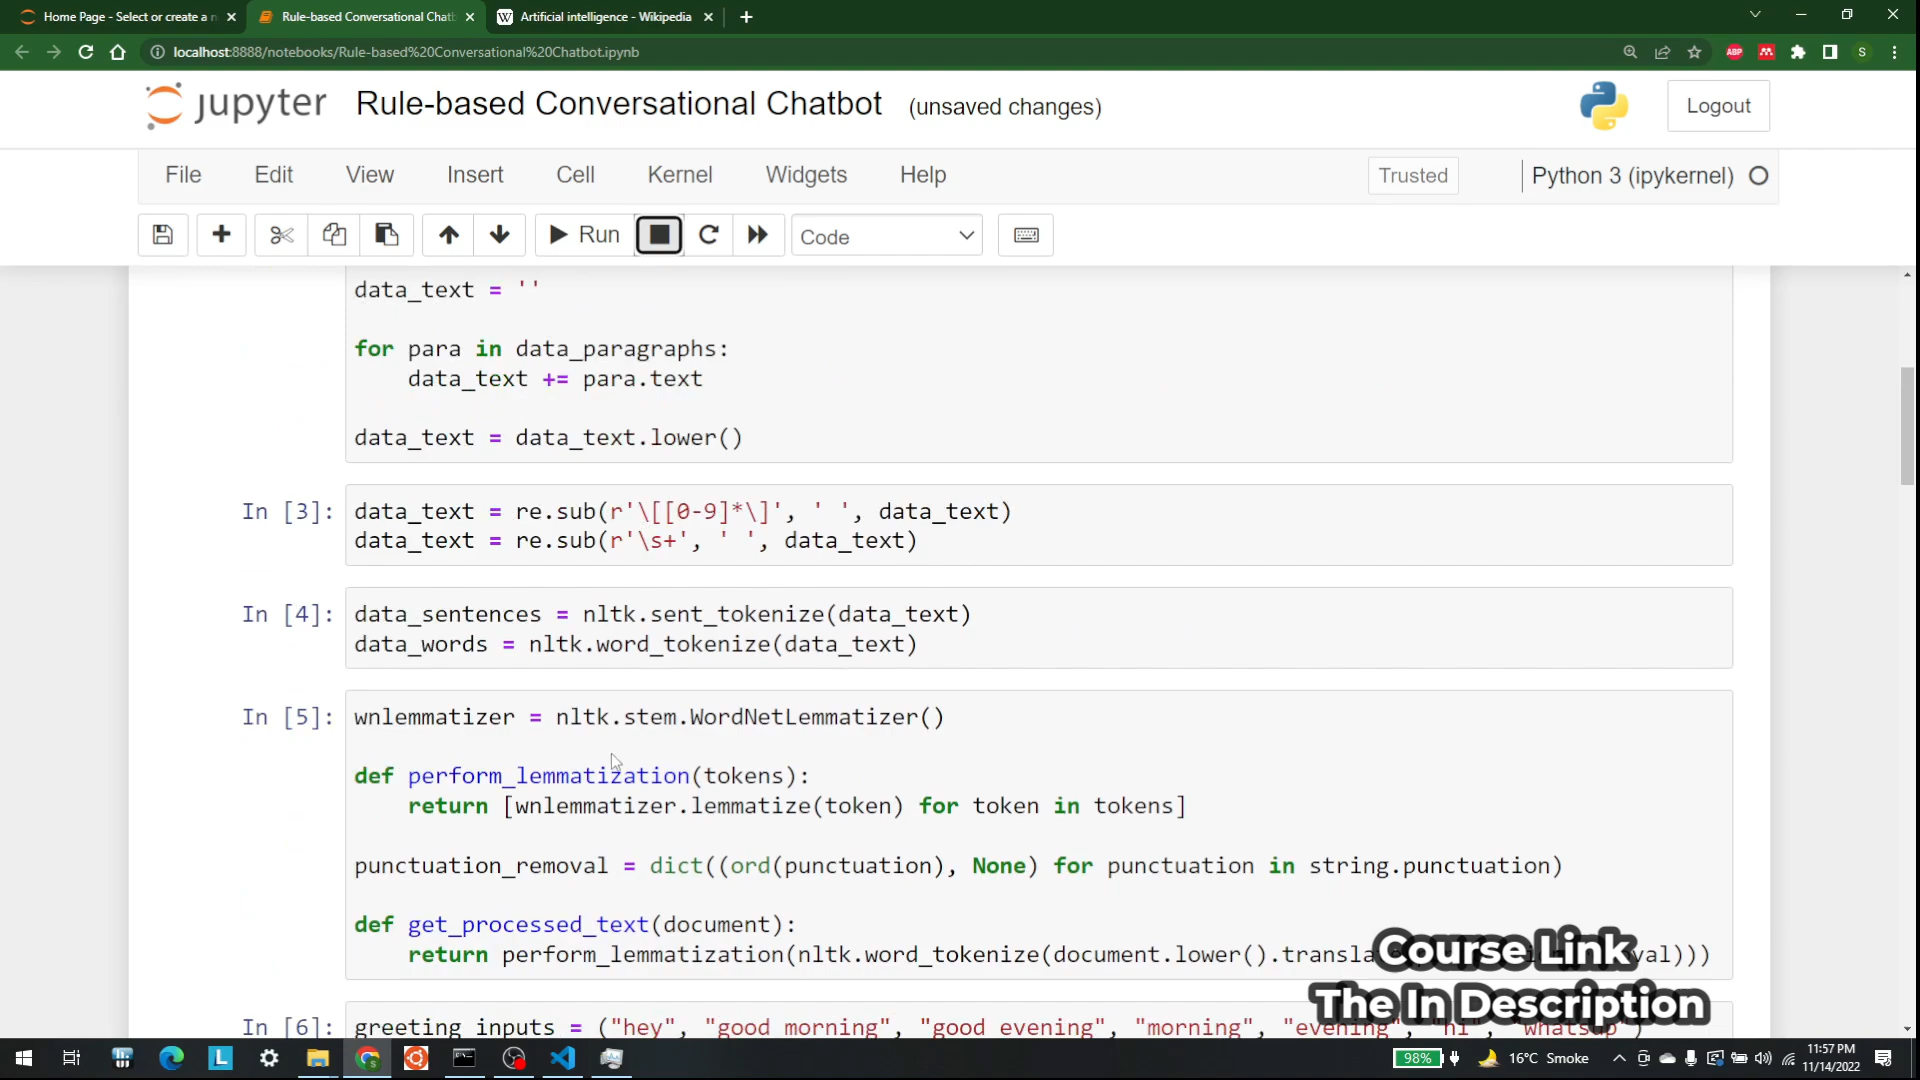 Home Page - Select or create a n
Rule-based Conversational Chatb
Artificial intelligence - Wikipedia
localhost:8888/notebooks/Rule-based%20Conversational%20Chatbot.ipynb
ABP
S
jupyter Rule-based Conversational Chatbot (unsaved changes)
Logout
File Edit View Insert Cell Kernel Widgets Help
Trusted
Python 3 (ipykernel)
Run
Code
data_text = ''
for para in data_paragraphs:
data_text += para.text
data_text = data_text.lower()
In [3]: data_text = re.sub(r'\[[0-9]*\]', ' ', data_text)
data_text = re.sub(r'\s+', ' ', data_text)
In [4]: data_sentences = nltk.sent_tokenize(data_text)
data_words = nltk.word_tokenize(data_text)
In [5]: wnlemmatizer = nltk.stem.WordNetLemmatizer()
def perform_lemmatization(tokens):
return [wnlemmatizer.lemmatize(token) for token in tokens]
punctuation_removal = dict((ord(punctuation), None) for punctuation in string.punctuation)
def get_processed_text(document):
return perform_lemmatization(nltk.word_tokenize(document.lower().transla val)))
In [6]: greeting_inputs = ("hey", "good morning", "good evening", "morning", "evening", "hi", "whatsup")
Course Link
The In Description
L
98%
16°C Smoke
11:57 PM
11/14/2022